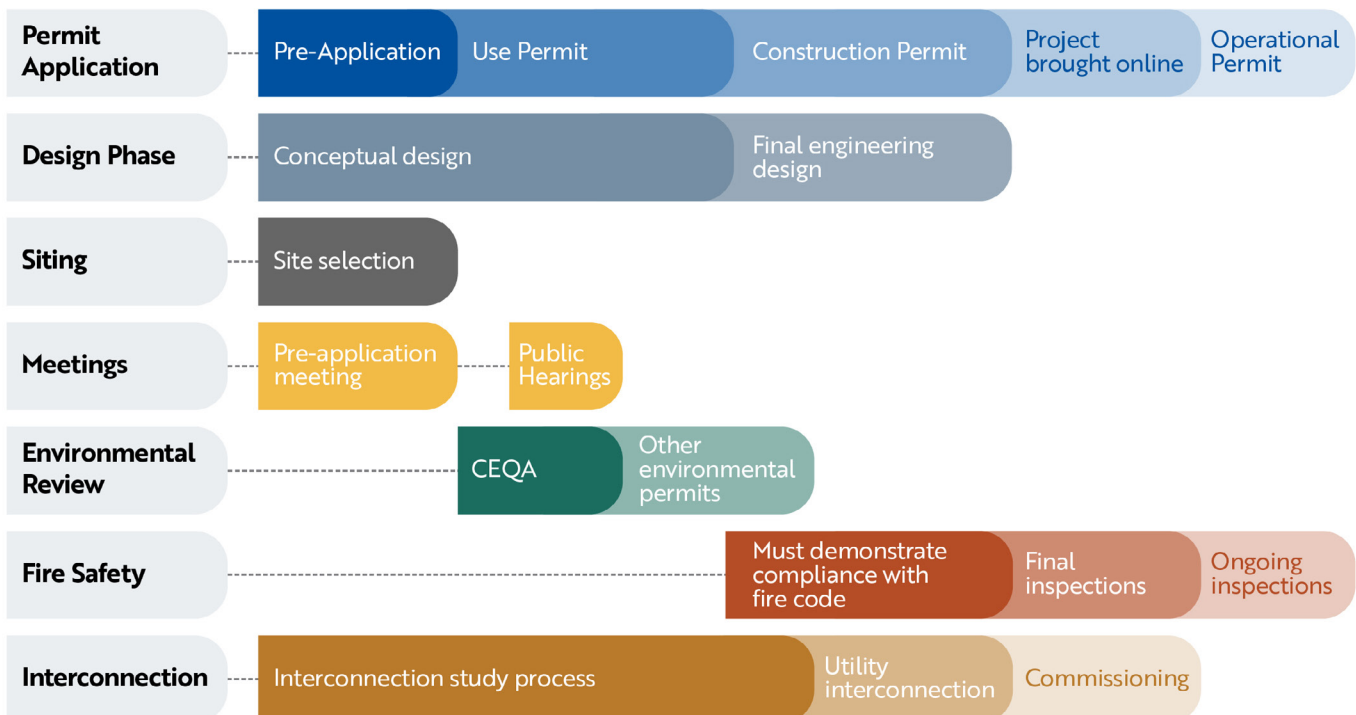 Permit
Application
Pre-Application
Use Permit
Construction Permit
Project
brought online
Operational
Permit
Design Phase
Conceptual design
Final engineering
design
Siting
Site selection
Meetings
Pre-application
meeting
Public
Hearings
Environmental
Review
CEQA
Other
environmental
permits
Fire Safety
Must demonstrate
compliance with
fire code
Final
inspections
Ongoing
inspections
Interconnection
Interconnection study process
Utility
interconnection
Commissioning